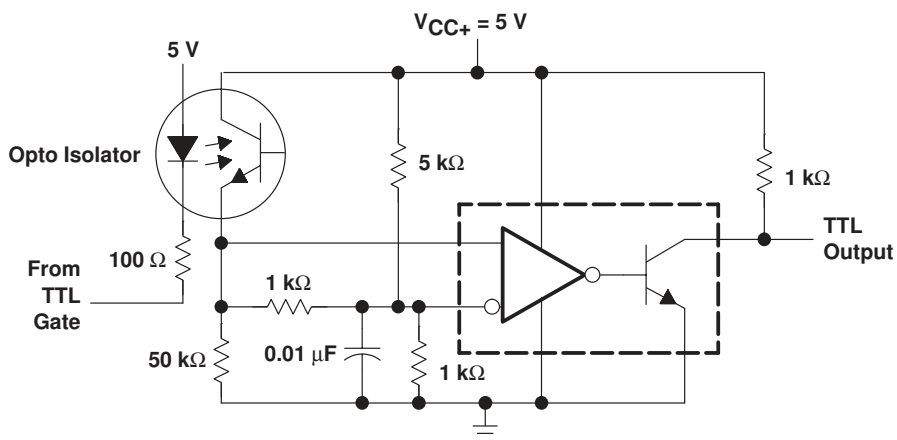 VCC+ = 5 V
5 V
Opto Isolator
5 kΩ
1 kΩ
TTL
Output
100 Ω
From
TTL
Gate
1 kΩ
50 kΩ
0.01 μF
1 kΩ